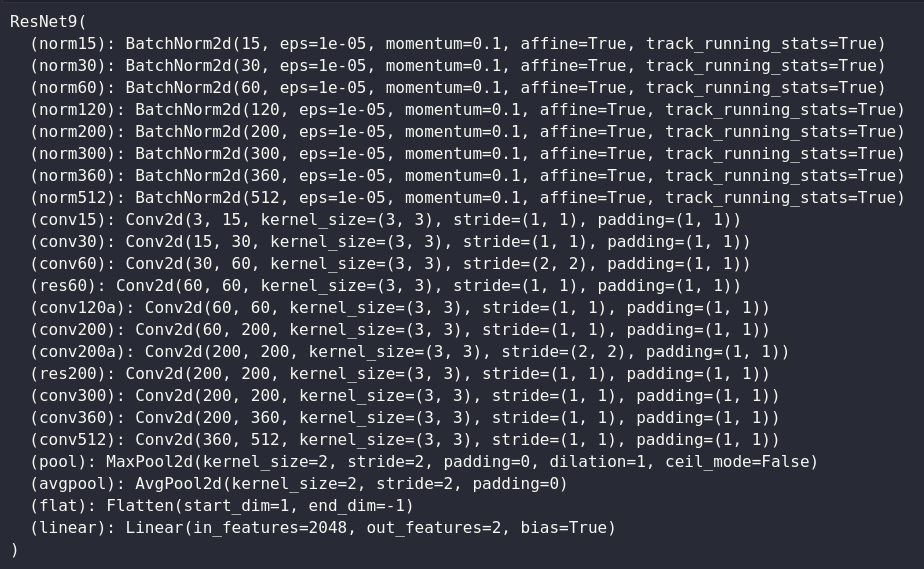 ResNet9(
(norm15): BatchNorm2d(15, eps=1e-05, momentum=0.1, affine=True, track_running_stats=True)
(norm30): BatchNorm2d(30, eps=1e-05, momentum=0.1, affine=True, track_running_stats=True)
(norm60): BatchNorm2d(60, eps=1e-05, momentum=0.1, affine=True, track_running_stats=True)
(norm120): BatchNorm2d(120, eps=1e-05, momentum=0.1, affine=True, track_running_stats=True)
(norm200): BatchNorm2d(200, eps=1e-05, momentum=0.1, affine=True, track_running_stats=True)
(norm300): BatchNorm2d(300, eps=1e-05, momentum=0.1, affine=True, track_running_stats=True)
(norm360): BatchNorm2d(360, eps=1e-05, momentum=0.1, affine=True, track_running_stats=True)
(norm512): BatchNorm2d(512, eps=1e-05, momentum=0.1, affine=True, track_running_stats=True)
(conv15): Conv2d(3, 15, kernel_size=(3, 3), stride=(1, 1), padding=(1, 1))
(conv30): Conv2d(15, 30, kernel_size=(3, 3), stride=(1, 1), padding=(1, 1))
(conv60): Conv2d(30, 60, kernel_size=(3, 3), stride=(2, 2), padding=(1, 1))
(res60): Conv2d(60, 60, kernel_size=(3, 3), stride=(1, 1), padding=(1, 1))
(conv120a): Conv2d(60, 60, kernel_size=(3, 3), stride=(1, 1), padding=(1, 1))
(conv200): Conv2d(60, 200, kernel_size=(3, 3), stride=(1, 1), padding=(1, 1))
(conv200a): Conv2d(200, 200, kernel_size=(3, 3), stride=(2, 2), padding=(1, 1))
(res200): Conv2d(200, 200, kernel_size=(3, 3), stride=(1, 1), padding=(1, 1))
(conv300): Conv2d(200, 200, kernel_size=(3, 3), stride=(1, 1), padding=(1, 1))
(conv360): Conv2d(200, 360, kernel_size=(3, 3), stride=(1, 1), padding=(1, 1))
(conv512): Conv2d(360, 512, kernel_size=(3, 3), stride=(1, 1), padding=(1, 1))
(pool): MaxPool2d(kernel_size=2, stride=2, padding=0, dilation=1, ceil_mode=False)
(avgpool): AvgPool2d(kernel_size=2, stride=2, padding=0)
(flat): Flatten(start_dim=1, end_dim=-1)
(linear): Linear(in_features=2048, out_features=2, bias=True)
)